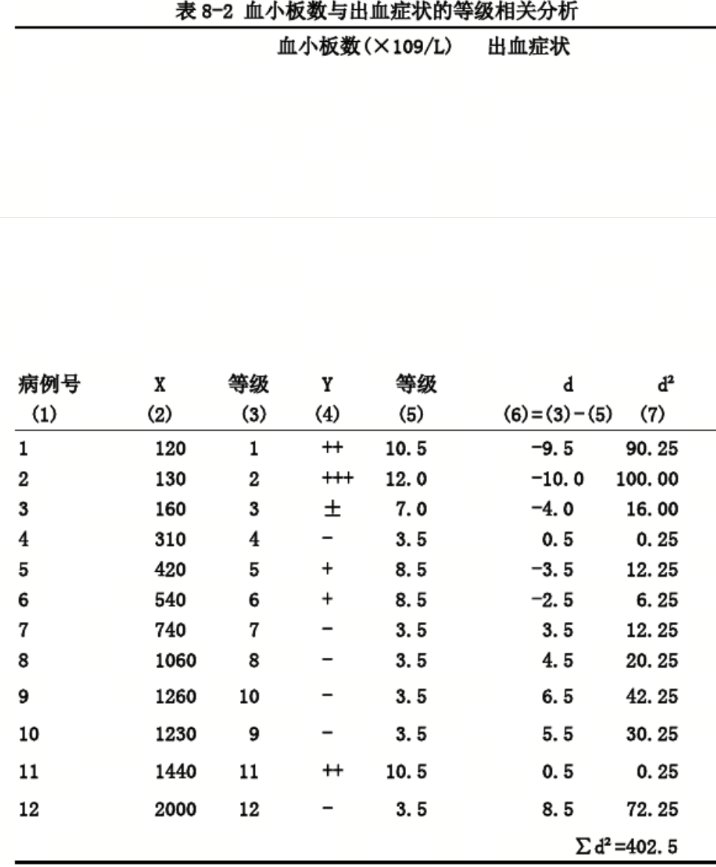 表8-2 血小板数与出血症状的等级相关分析
血小板数(×109/L) 出血症状
病例号 X 等级 Y 等级 d d²
(1) (2) (3) (4) (5) (6)=(3)-(5) (7)
1 120 1 ++ 10.5 -9.5 90.25
2 130 2 +++ 12.0 -10.0 100.00
3 160 3 ± 7.0 -4.0 16.00
4 310 4 - 3.5 0.5 0.25
5 420 5 + 8.5 -3.5 12.25
6 540 6 + 8.5 -2.5 6.25
7 740 7 - 3.5 3.5 12.25
8 1060 8 - 3.5 4.5 20.25
9 1260 10 - 3.5 6.5 42.25
10 1230 9 - 3.5 5.5 30.25
11 1440 11 ++ 10.5 0.5 0.25
12 2000 12 - 3.5 8.5 72.25
∑d²=402.5